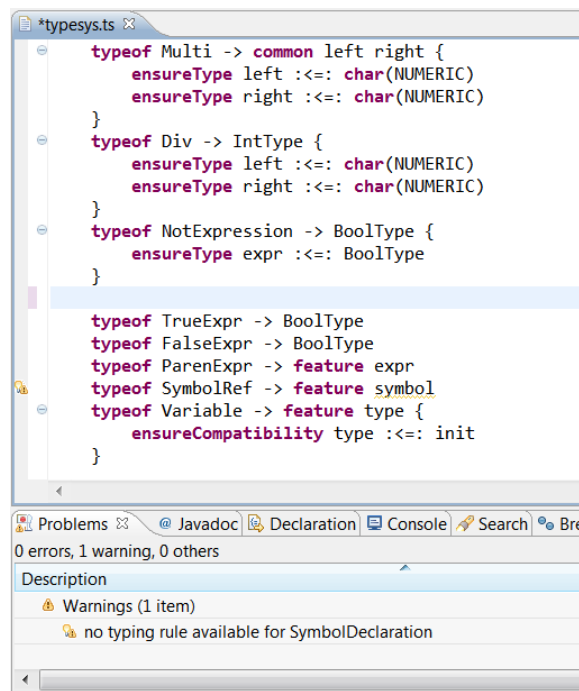 *typesys.ts
typeof Multi -> common left right {
ensureType left :<=: char(NUMERIC)
ensureType right :<=: char(NUMERIC)
}
typeof Div -> IntType {
ensureType left :<=: char(NUMERIC)
ensureType right :<=: char(NUMERIC)
}
typeof NotExpression -> BoolType {
ensureType expr :<=: BoolType
}
typeof TrueExpr -> BoolType
typeof FalseExpr -> BoolType
typeof ParenExpr -> feature expr
typeof SymbolRef -> feature symbol
typeof Variable -> feature type {
ensureCompatibility type :<=: init
}
Problems @ Javadoc Declaration Console Search Bre
0 errors, 1 warning, 0 others
Description
Warnings (1 item)
no typing rule available for SymbolDeclaration